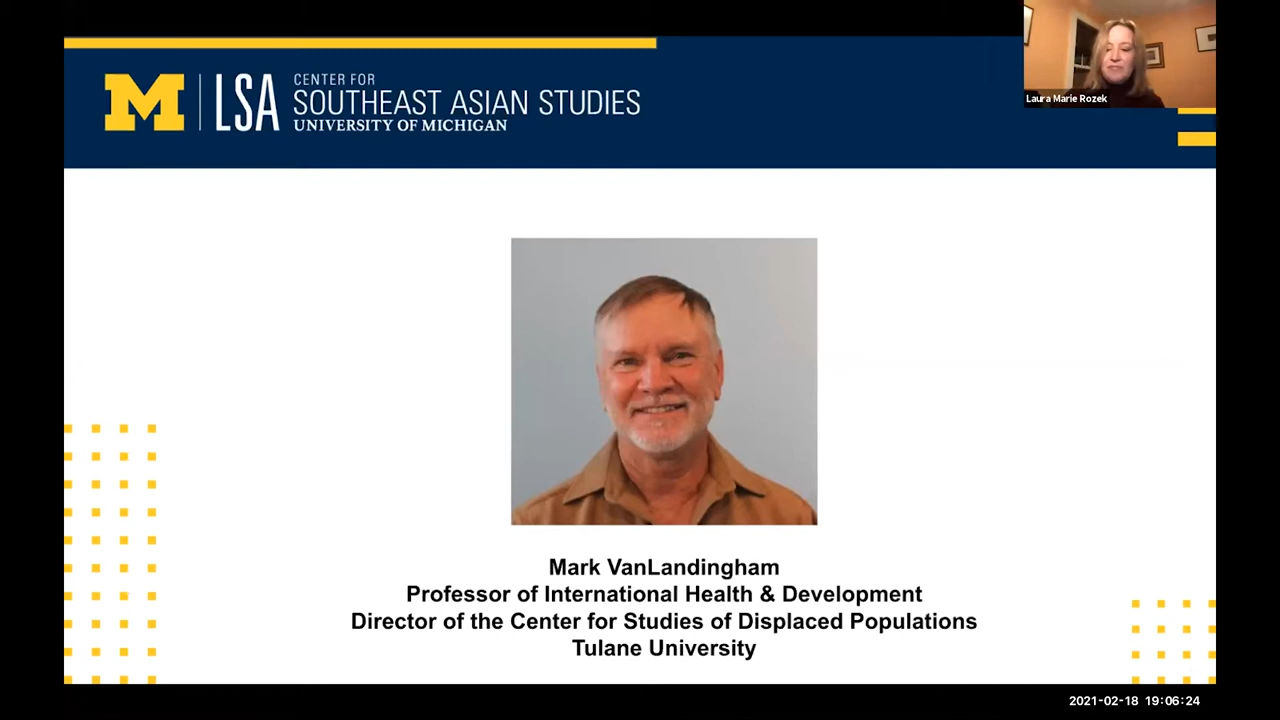 M LSA CENTER FOR
SOUTHEAST ASIAN STUDIES
UNIVERSITY OF MICHIGAN
Laura Marie Rozek
Mark VanLandingham
Professor of International Health & Development
Director of the Center for Studies of Displaced Populations
Tulane University
2021-02-18 19:06:24